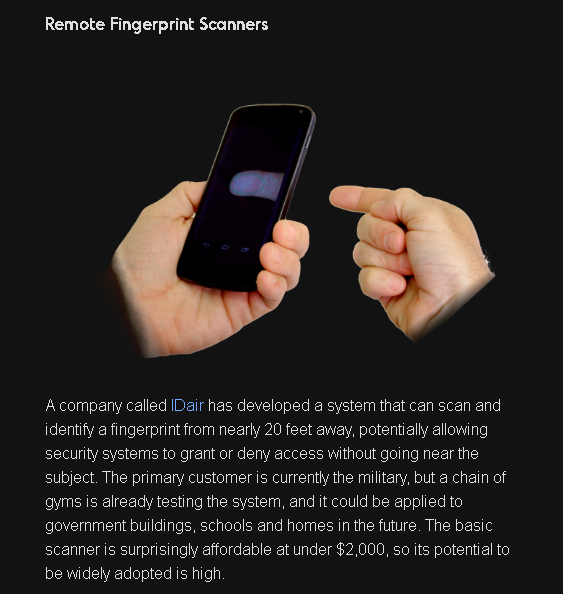 Remote Fingerprint Scanners
A company called IDair has developed a system that can scan and
identify a fingerprint from nearly 20 feet away, potentially allowing
security systems to grant or deny access without going near the
subject. The primary customer is currently the military, but a chain of
gyms is already testing the system, and it could be applied to
government buildings, schools and homes in the future. The basic
scanner is surprisingly affordable at under $2,000, so its potential to
be widely adopted is high.